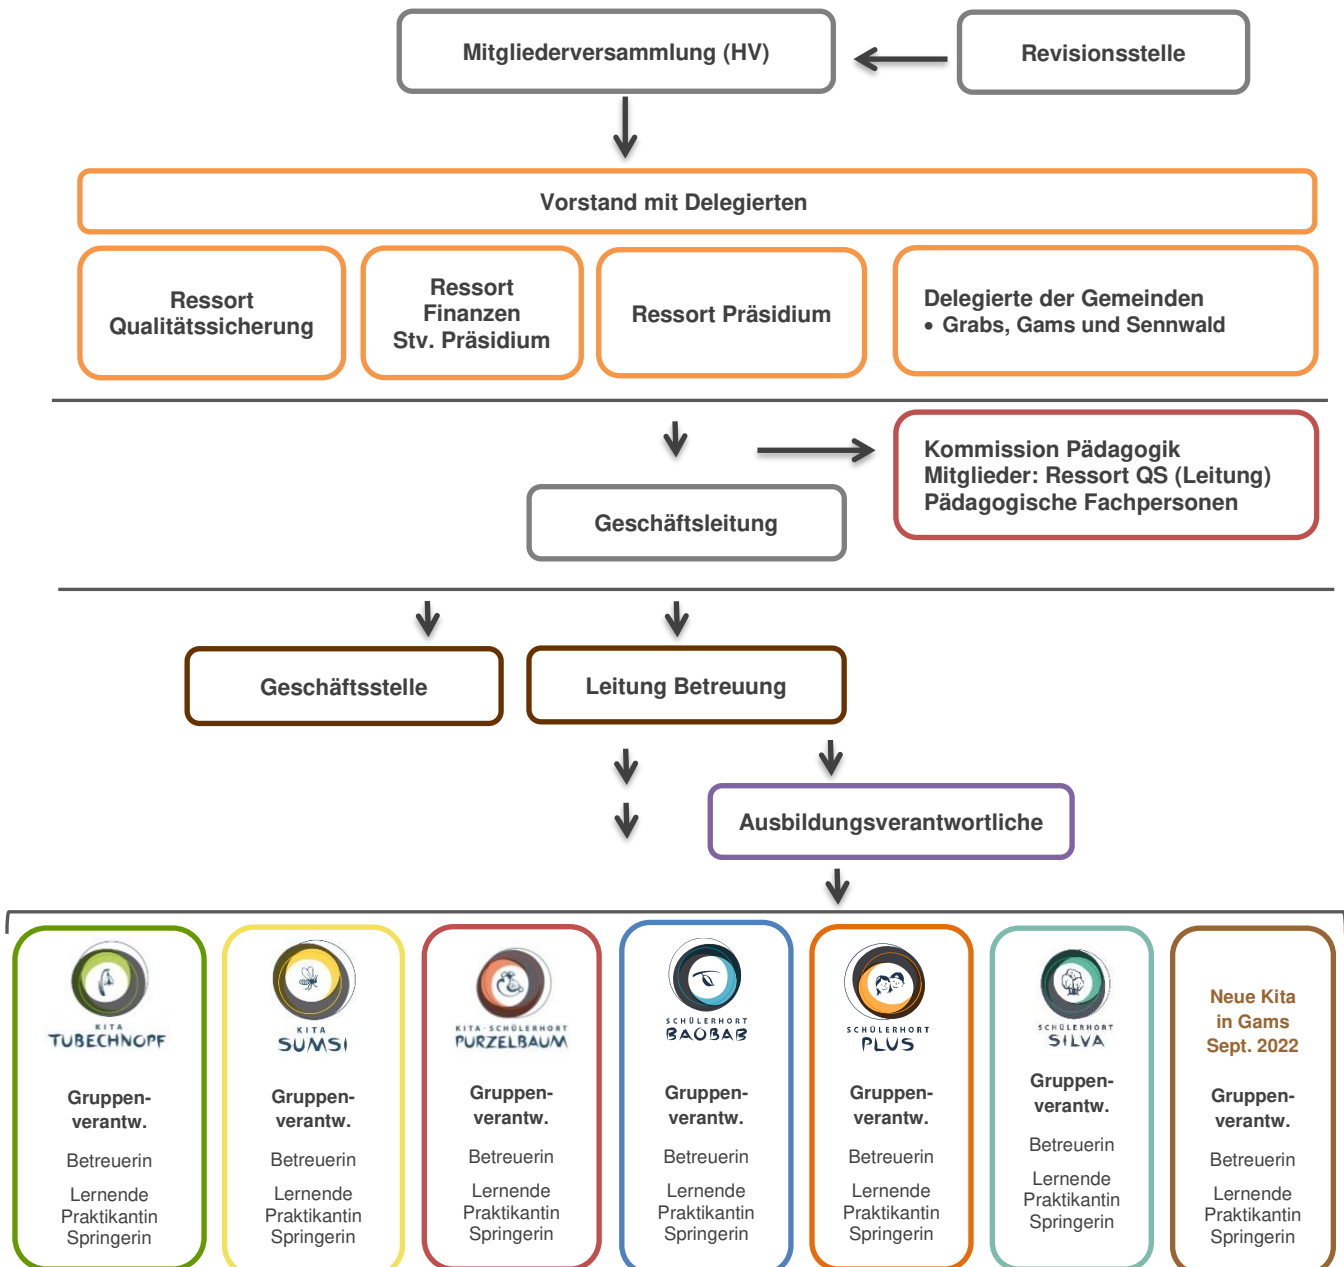 Mitgliederversammlung (HV)
Revisionsstelle
Vorstand mit Delegierten
Ressort
Qualitätssicherung
Ressort
Finanzen
Stv. Präsidium
Ressort Präsidium
Delegierte der Gemeinden
• Grabs, Gams und Sennwald
Kommission Pädagogik
Mitglieder: Ressort QS (Leitung)
Pädagogische Fachpersonen
Geschäftsleitung
Geschäftsstelle
Leitung Betreuung
Ausbildungsverantwortliche
KITA
TUBECHNOPF
Gruppen-
verantw.
Betreuerin
Lernende
Praktikantin
Springerin
KITA
SUMSI
Gruppen-
verantw.
Betreuerin
Lernende
Praktikantin
Springerin
KITA-SCHÜLERHORT
PURZELBAUM
Gruppen-
verantw.
Betreuerin
Lernende
Praktikantin
Springerin
SCHÜLERHORT
BAOBAB
Gruppen-
verantw.
Betreuerin
Lernende
Praktikantin
Springerin
SCHÜLERHORT
PLUS
Gruppen-
verantw.
Betreuerin
Lernende
Praktikantin
Springerin
SCHÜLERHORT
SILVA
Gruppen-
verantw.
Betreuerin
Lernende
Praktikantin
Springerin
Neue Kita
in Gams
Sept. 2022
Gruppen-
verantw.
Betreuerin
Lernende
Praktikantin
Springerin